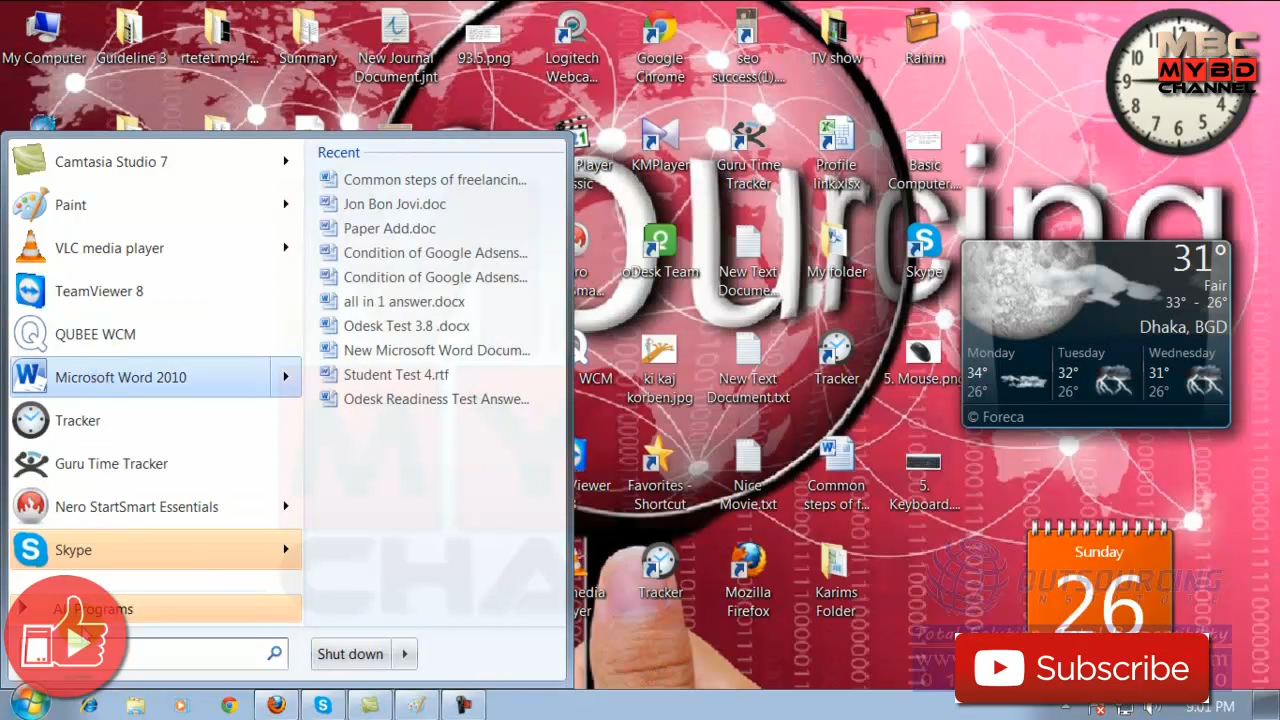 My Computer
Guideline 3
rtetet.mp4r...
Summary
New Journal
Document.jnt
93.5.png
Logitech
Webca...
Google
Chrome
seo
success(1)....
TV show
Rahim
MBC
MYBD
CHANNEL
Camtasia Studio 7
Paint
VLC media player
TeamViewer 8
QUBEE WCM
Microsoft Word 2010
Tracker
Guru Time Tracker
Nero StartSmart Essentials
Skype
All Programs
Shut down
Recent
Common steps of freelancin...
Jon Bon Jovi.doc
Paper Add.doc
Condition of Google Adsens...
Condition of Google Adsens...
all in 1 answer.docx
Odesk Test 3.8 .docx
New Microsoft Word Docum...
Student Test 4.rtf
Odesk Readiness Test Answe...
Player
KMPlayer
Guru Time
Tracker
Profile
link.xlsx
Basic
Computer....
oDesk Team
New Text
Docume...
My folder
Skype
WCM
ki kaj
korben.jpg
New Text
Document.txt
Tracker
5. Mouse.png
Favorites -
Shortcut
Nice
Movie.txt
Common
steps of f...
5.
Keyboard....
Tracker
Mozilla
Firefox
Karims
Folder
ourcing
31°
Fair
33° - 26°
Dhaka, BGD
Monday
Tuesday
Wednesday
34°
32°
31°
26°
26°
26°
© Foreca
Sunday
26
OUTSOURCING
Subscribe
9:01 PM